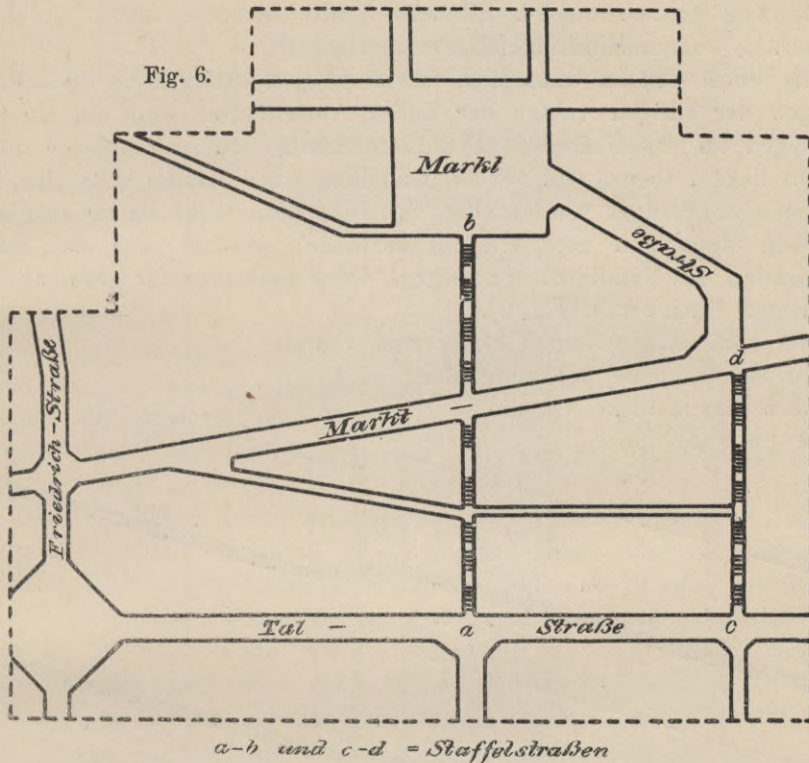 Fig. 6.
Markt
b
Straße
d
Friedrich-Straße
Markt —
Tal —
a
Straße
c
a-b und c-d = Staffelstraßen